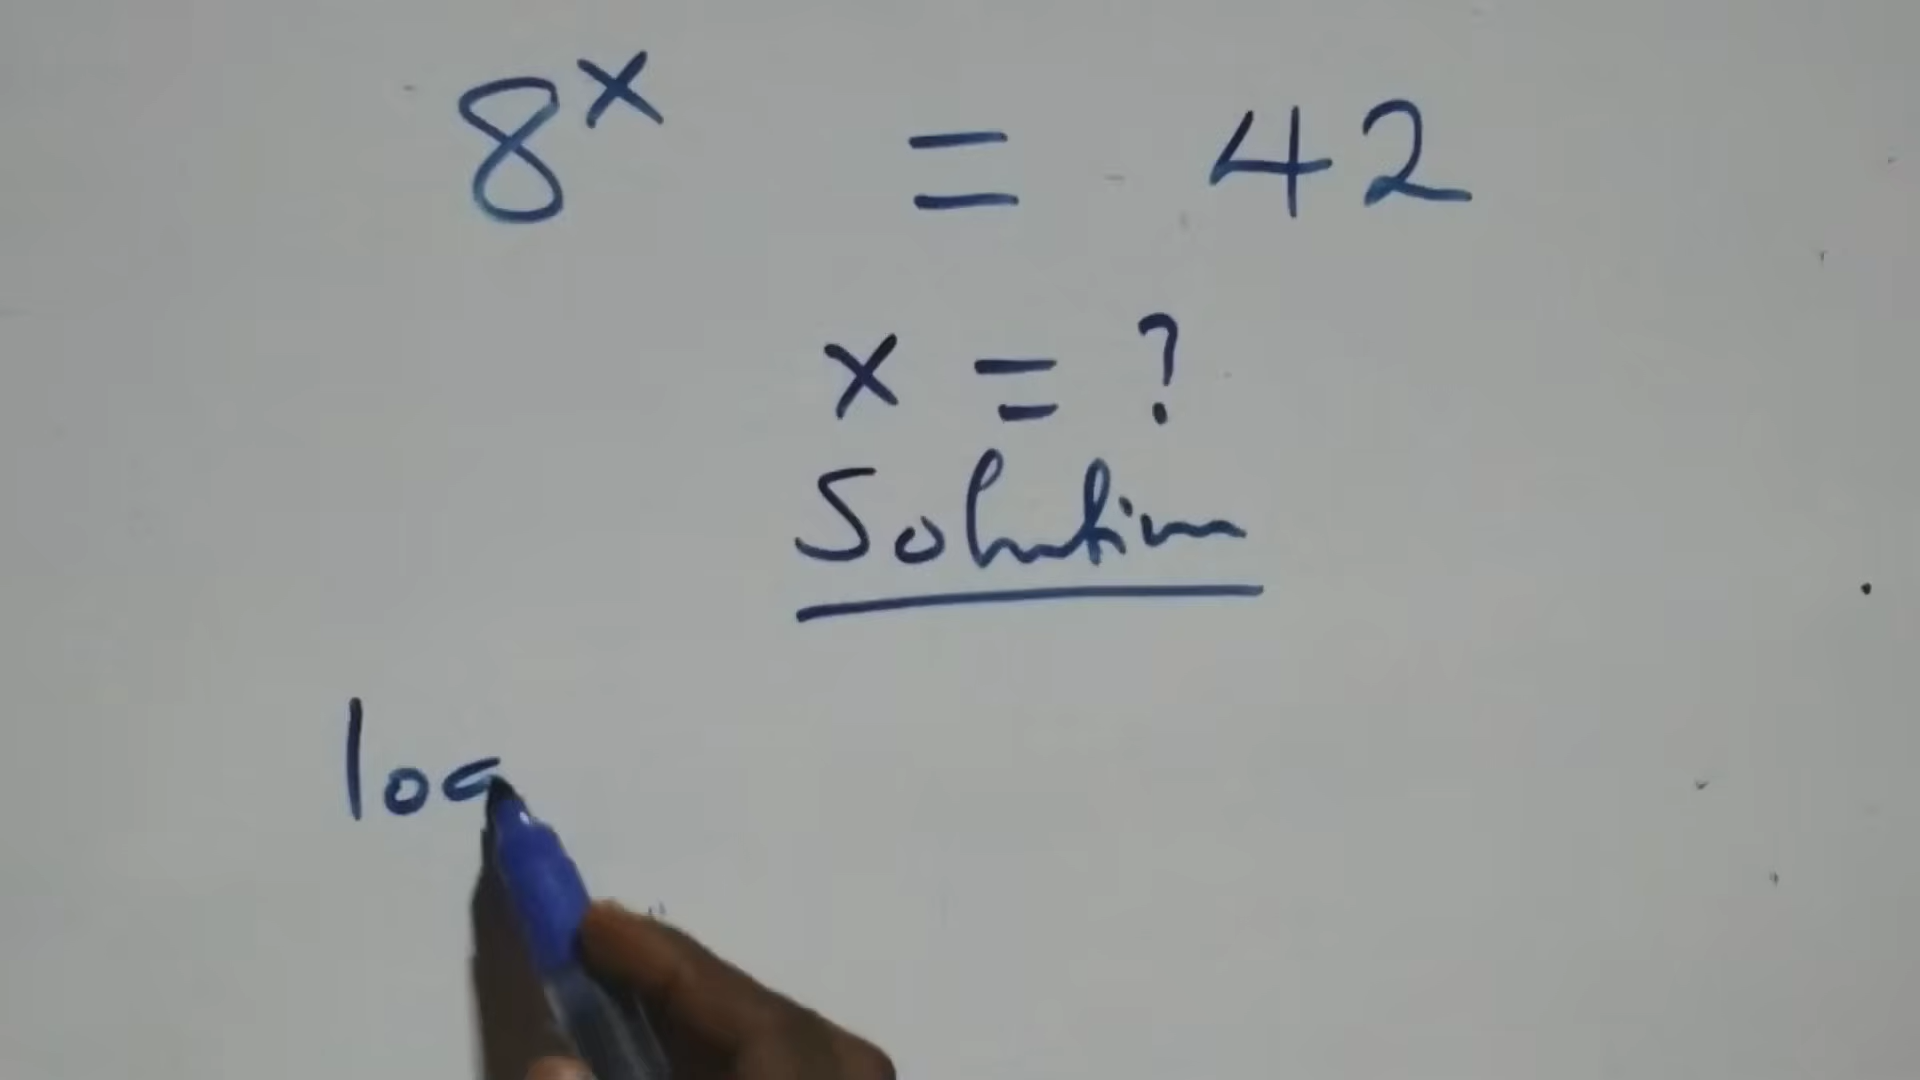 8^x = 42
x = ?
Solution
log